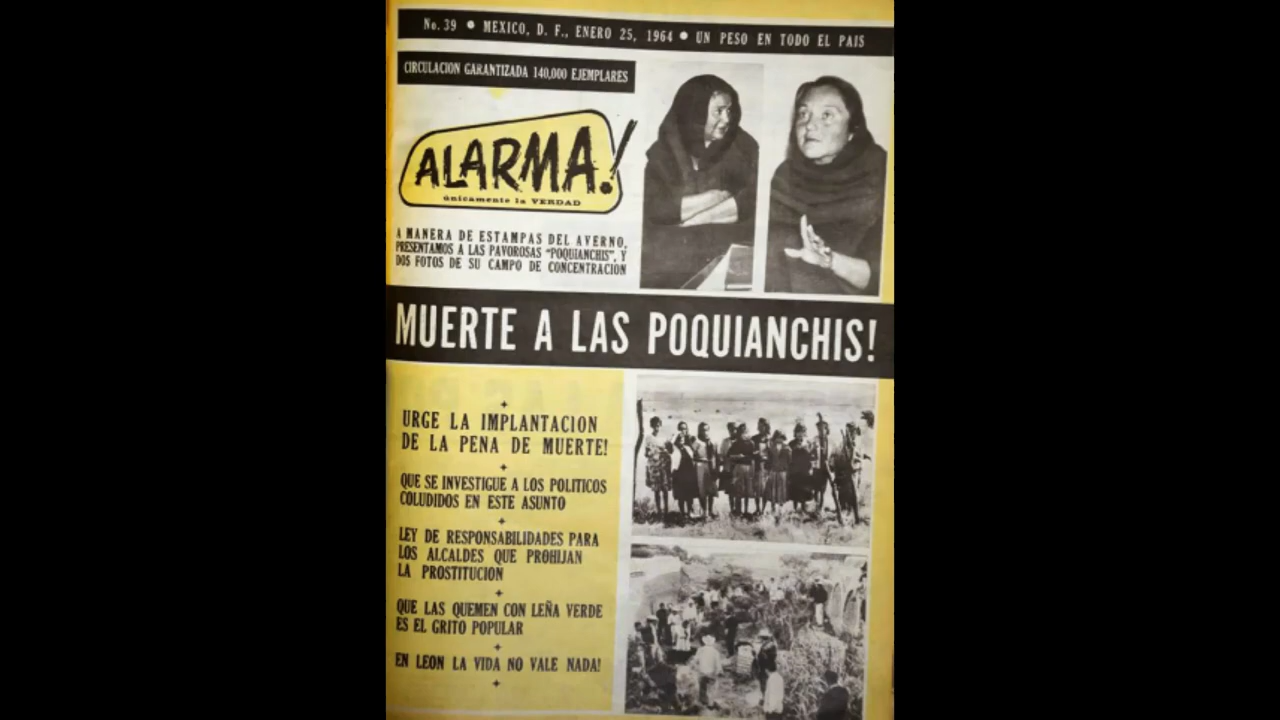 No. 39 ● MEXICO, D. F., ENERO 25, 1964 ● UN PESO EN TODO EL PAIS
CIRCULACION GARANTIZADA 140,000 EJEMPLARES
ALARMA!
únicamente la VERDAD
A MANERA DE ESTAMPAS DEL AVERNO,
PRESENTAMOS A LAS PAVOROSAS "POQUIANCHIS", Y
DOS FOTOS DE SU CAMPO DE CONCENTRACION
MUERTE A LAS POQUIANCHIS!
URGE LA IMPLANTACION
DE LA PENA DE MUERTE!
QUE SE INVESTIGUE A LOS POLITICOS
COLUDIDOS EN ESTE ASUNTO
LEY DE RESPONSABILIDADES PARA
LOS ALCALDES QUE PROHIJAN
LA PROSTITUCION
QUE LAS QUEMEN CON LEÑA VERDE
ES EL GRITO POPULAR
EN LEON LA VIDA NO VALE NADA!